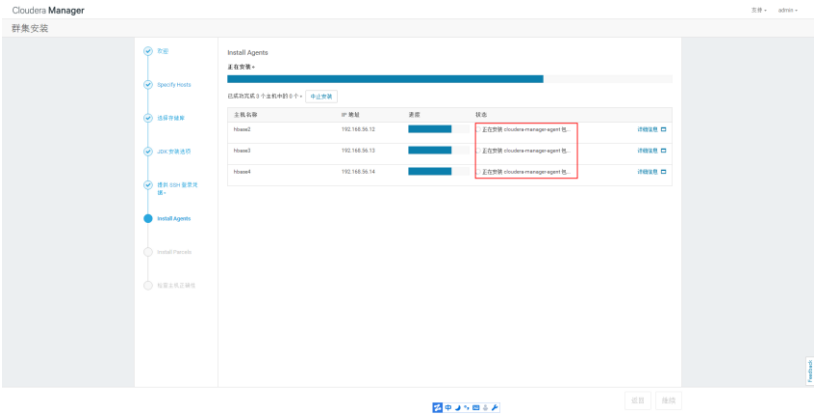 Cloudera Manager
支持 admin
群集安装
欢迎
Specify Hosts
选择存储库
JDK 安装选项
提供 SSH 登录凭据。
Install Agents
Install Parcels
检查主机正确性
Install Agents
正在安装。
已成功完成 0 个主机中的 0 个。 中止安装
主机名称 IP 地址 进度 状态
Hbase2 192.168.36.12 正在安装 cloudera-manager-agent 包... 详细信息
Hbase3 192.168.36.13 正在安装 cloudera-manager-agent 包... 详细信息
Hbase4 192.168.36.14 正在安装 cloudera-manager-agent 包... 详细信息
Feedback
返回 继续
中